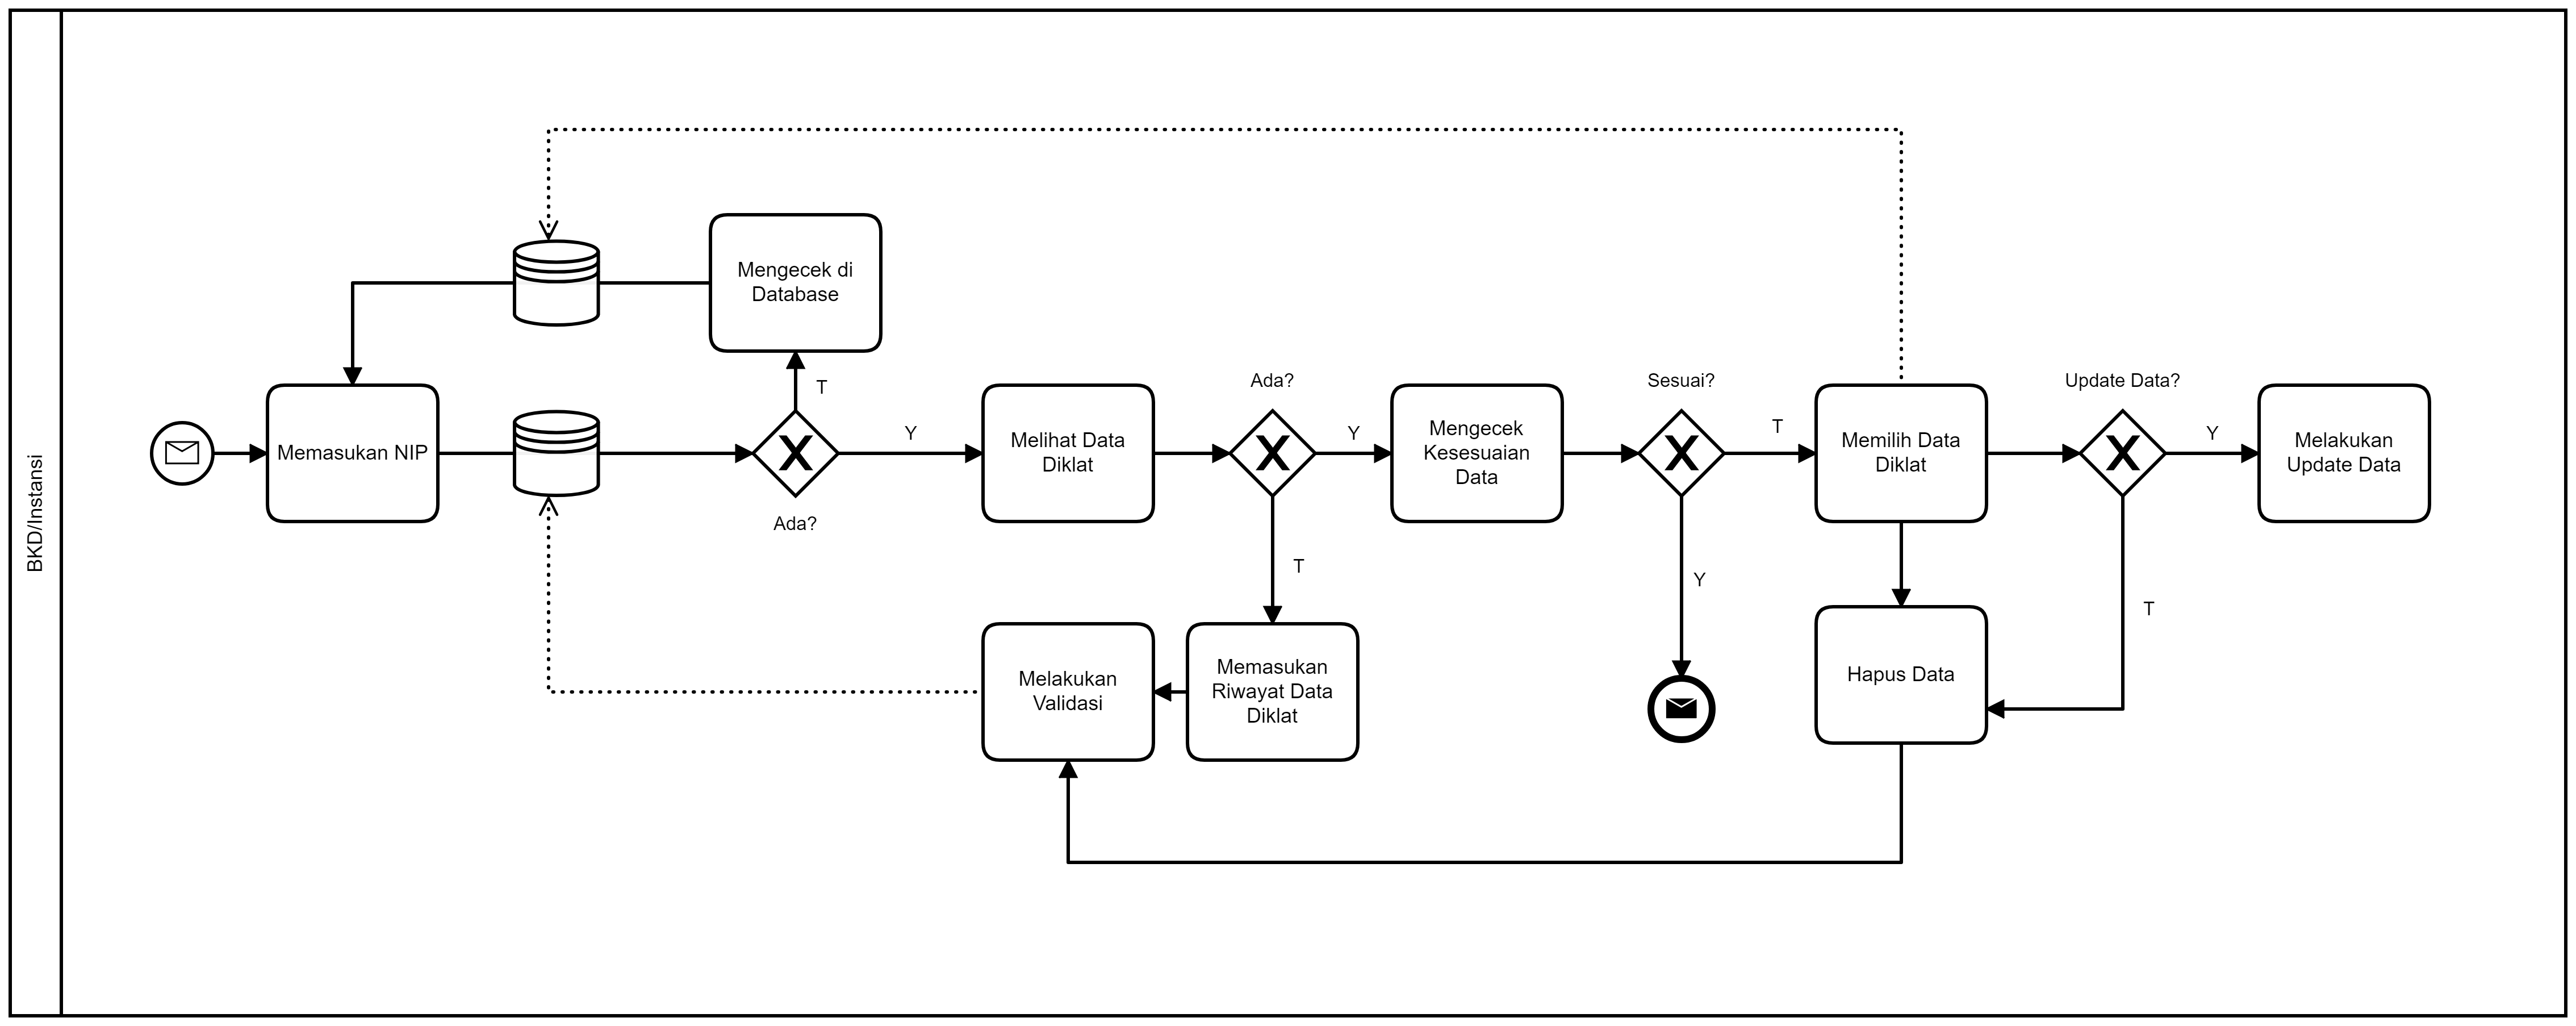 BKD/Instansi
Mengecek di
Database
T
Memasukan NIP
Ada?
Y
Melihat Data
Diklat
Ada?
Y
T
Mengecek
Kesesuaian
Data
Sesuai?
T
Y
Memilih Data
Diklat
Update Data?
Y
T
Melakukan
Update Data
Melakukan
Validasi
Memasukan
Riwayat Data
Diklat
Hapus Data